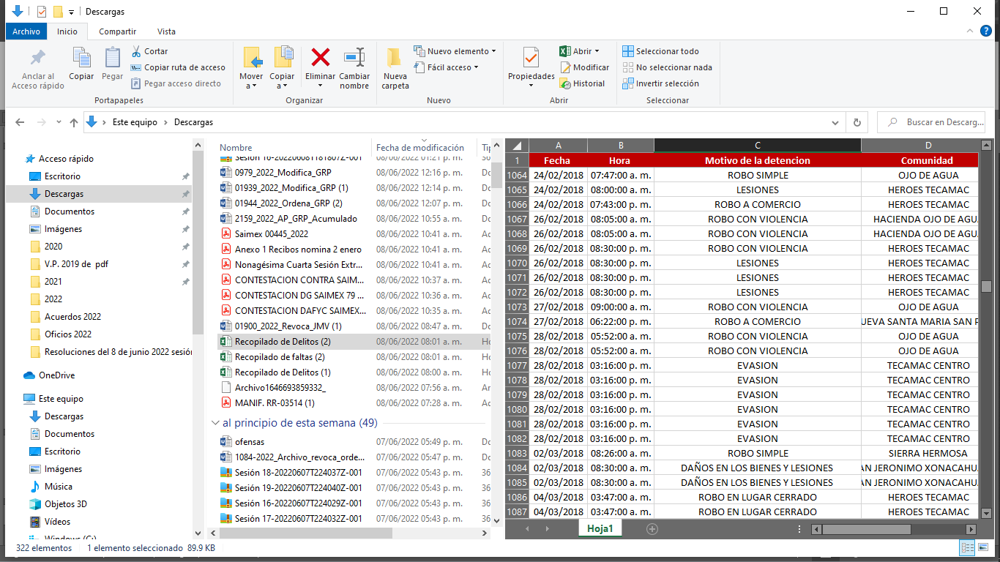 Descargas
Archivo Inicio Compartir Vista
Anclar al Acceso rápido
Copiar
Pegar
Cortar
Copiar ruta de acceso
Pegar acceso directo
Portapapeles
Mover a
Copiar a
Eliminar
Cambiar nombre
Organizar
Nueva carpeta
Nuevo elemento
Fácil acceso
Nuevo
Propiedades
Abrir
Modificar
Historial
Abrir
Seleccionar todo
No seleccionar nada
Invertir selección
Seleccionar
Este equipo Descargas
Buscar en Descarg...
Acceso rápido
Escritorio
Descargas
Documentos
Imágenes
2020
V.P. 2019 de pdf
2021
2022
Acuerdos 2022
Oficios 2022
Resoluciones del 8 de junio 2022 sesión
OneDrive
Este equipo
Descargas
Documentos
Escritorio
Imágenes
Música
Objetos 3D
Vídeos
Windows (C:)
Nombre Fecha de modificación Tip
Sesión 16-20220608T181807Z-001 08/06/2022 01:21 p. m.
0979_2022_Modifica_GRP 08/06/2022 12:16 p. m. Do
01939_2022_Modifica_GRP (1) 08/06/2022 12:14 p. m. Do
01944_2022_Ordena_GRP (2) 08/06/2022 12:07 p. m. Do
2159_2022_AP_GRP_Acumulado 08/06/2022 10:55 a. m. Do
Saimex 00445_2022 08/06/2022 10:41 a. m. Ad
Anexo 1 Recibos nomina 2 enero 08/06/2022 10:41 a. m. Ad
Nonagésima Cuarta Sesión Extr... 08/06/2022 10:41 a. m. Ad
CONTESTACION CONTRA SAIM... 08/06/2022 10:37 a. m. Ad
CONTESTACION DG SAIMEX 79 ... 08/06/2022 10:36 a. m. Ad
CONTESTACION DAFYC SAIMEX... 08/06/2022 10:35 a. m. Ad
01900_2022_Revoca_JMV (1) 08/06/2022 08:47 a. m. Do
Recopilado de Delitos (2) 08/06/2022 08:01 a. m. Ho
Recopilado de faltas (2) 08/06/2022 08:01 a. m. Ho
Recopilado de Delitos (1) 08/06/2022 08:00 a. m. Ho
Archivo1646693859332_ 08/06/2022 07:56 a. m. Ar
MANIF. RR-03514 (1) 08/06/2022 07:28 a. m. Ad
al principio de esta semana (49)
ofensas 07/06/2022 05:49 p. m. Do
1084-2022_Archivo_revoca_orde... 07/06/2022 05:47 p. m. Do
Sesión 18-20220607T224037Z-001 07/06/2022 05:43 p. m. 36
Sesión 19-20220607T224040Z-001 07/06/2022 05:43 p. m. 36
Sesión 16-20220607T224029Z-001 07/06/2022 05:43 p. m. 36
Sesión 17-20220607T224032Z-001 07/06/2022 05:43 p. m. 36
A B C D
1 Fecha Hora Motivo de la detencion Comunidad
1064 24/02/2018 07:47:00 a. m. ROBO SIMPLE OJO DE AGUA
1065 24/02/2018 08:00:00 a. m. LESIONES HEROES TECAMAC
1066 24/02/2018 07:43:00 p. m. ROBO A COMERCIO HEROES TECAMAC
1067 26/02/2018 08:05:00 a. m. ROBO CON VIOLENCIA HACIENDA OJO DE AGU
1068 26/02/2018 08:05:00 a. m. ROBO CON VIOLENCIA HACIENDA OJO DE AGU
1069 26/02/2018 08:30:00 p. m. ROBO CON VIOLENCIA HEROES TECAMAC
1070 26/02/2018 08:30:00 p. m. LESIONES HEROES TECAMAC
1071 26/02/2018 08:30:00 p. m. LESIONES HEROES TECAMAC
1072 26/02/2018 08:30:00 p. m. LESIONES HEROES TECAMAC
1073 27/02/2018 09:00:00 a. m. ROBO CON VIOLENCIA OJO DE AGUA
1074 27/02/2018 06:22:00 p. m. ROBO A COMERCIO UEVA SANTA MARIA SAN P
1075 28/02/2018 05:52:00 a. m. ROBO CON VIOLENCIA OJO DE AGUA
1076 28/02/2018 05:52:00 a. m. ROBO CON VIOLENCIA OJO DE AGUA
1077 28/02/2018 03:16:00 p. m. EVASION TECAMAC CENTRO
1078 28/02/2018 03:16:00 p. m. EVASION TECAMAC CENTRO
1079 28/02/2018 03:16:00 p. m. EVASION TECAMAC CENTRO
1080 28/02/2018 03:16:00 p. m. EVASION TECAMAC CENTRO
1081 28/02/2018 03:16:00 p. m. EVASION TECAMAC CENTRO
1082 28/02/2018 03:16:00 p. m. EVASION TECAMAC CENTRO
1083 02/03/2018 08:26:00 a. m. ROBO SIMPLE SIERRA HERMOSA
1084 02/03/2018 08:30:00 a. m. DAÑOS EN LOS BIENES Y LESIONES AN JERONIMO XONACAHU
1085 02/03/2018 08:30:00 a. m. DAÑOS EN LOS BIENES Y LESIONES AN JERONIMO XONACAHU
1086 04/03/2018 03:47:00 a. m. ROBO EN LUGAR CERRADO HEROES TECAMAC
1087 04/03/2018 03:47:00 a. m. ROBO EN LUGAR CERRADO HEROES TECAMAC
Hoja1
322 elementos 1 elemento seleccionado 89.9 KB